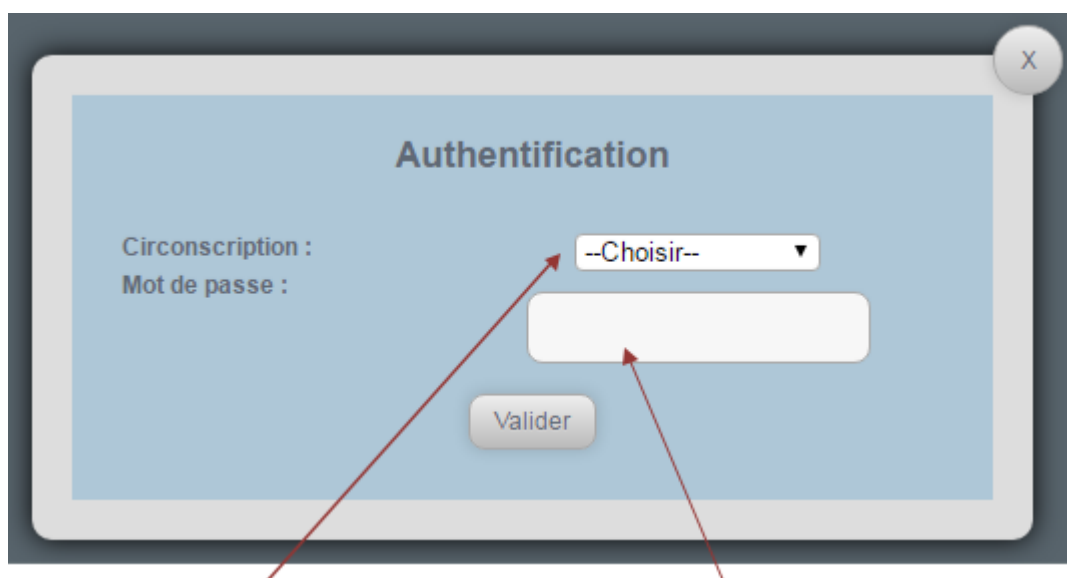 X
Authentification
Circonscription :
--Choisir--
Mot de passe :
Valider